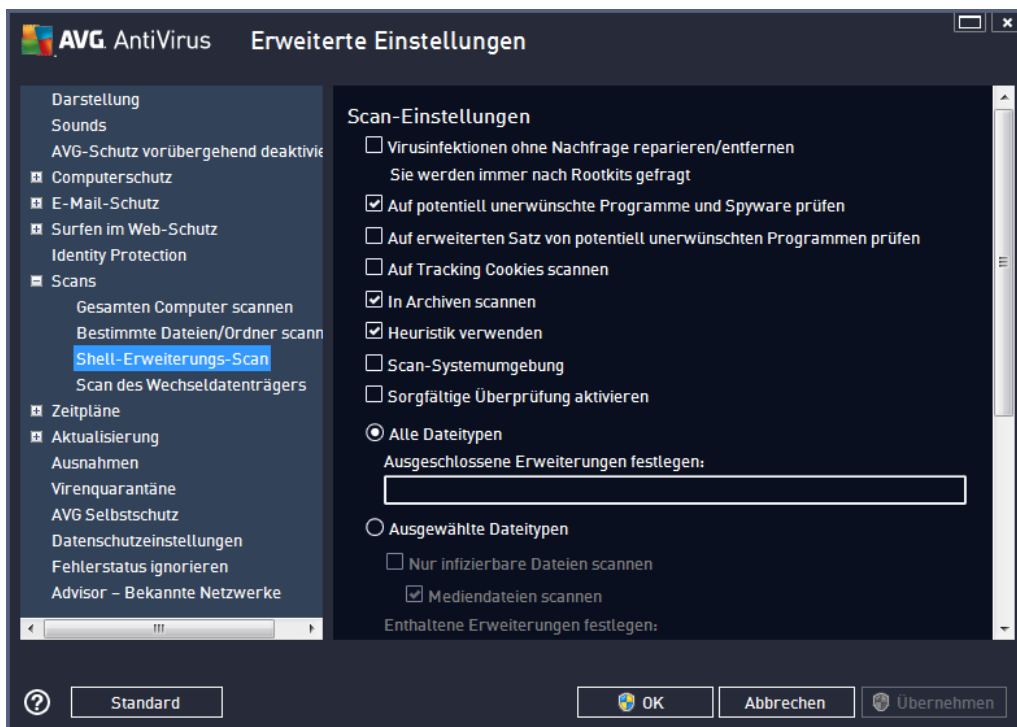 AVG AntiVirus Erweiterte Einstellungen
Darstellung
Sounds
AVG-Schutz vorübergehend deaktivie
Computerschutz
E-Mail-Schutz
Surfen im Web-Schutz
Identity Protection
Scans
Gesamten Computer scannen
Bestimmte Dateien/Ordner scann
Shell-Erweiterungs-Scan
Scan des Wechseldatenträgers
Zeitpläne
Aktualisierung
Ausnahmen
Virenquarantäne
AVG Selbstschutz
Datenschutzeinstellungen
Fehlerstatus ignorieren
Advisor – Bekannte Netzwerke
Scan-Einstellungen
Virusinfektionen ohne Nachfrage reparieren/entfernen
Sie werden immer nach Rootkits gefragt
Auf potentiell unerwünschte Programme und Spyware prüfen
Auf erweiterten Satz von potentiell unerwünschten Programmen prüfen
Auf Tracking Cookies scannen
In Archiven scannen
Heuristik verwenden
Scan-Systemumgebung
Sorgfältige Überprüfung aktivieren
Alle Dateitypen
Ausgeschlossene Erweiterungen festlegen:
Ausgewählte Dateitypen
Nur infizierbare Dateien scannen
Mediendateien scannen
Enthaltene Erweiterungen festlegen:
Standard
OK
Abbrechen
Übernehmen